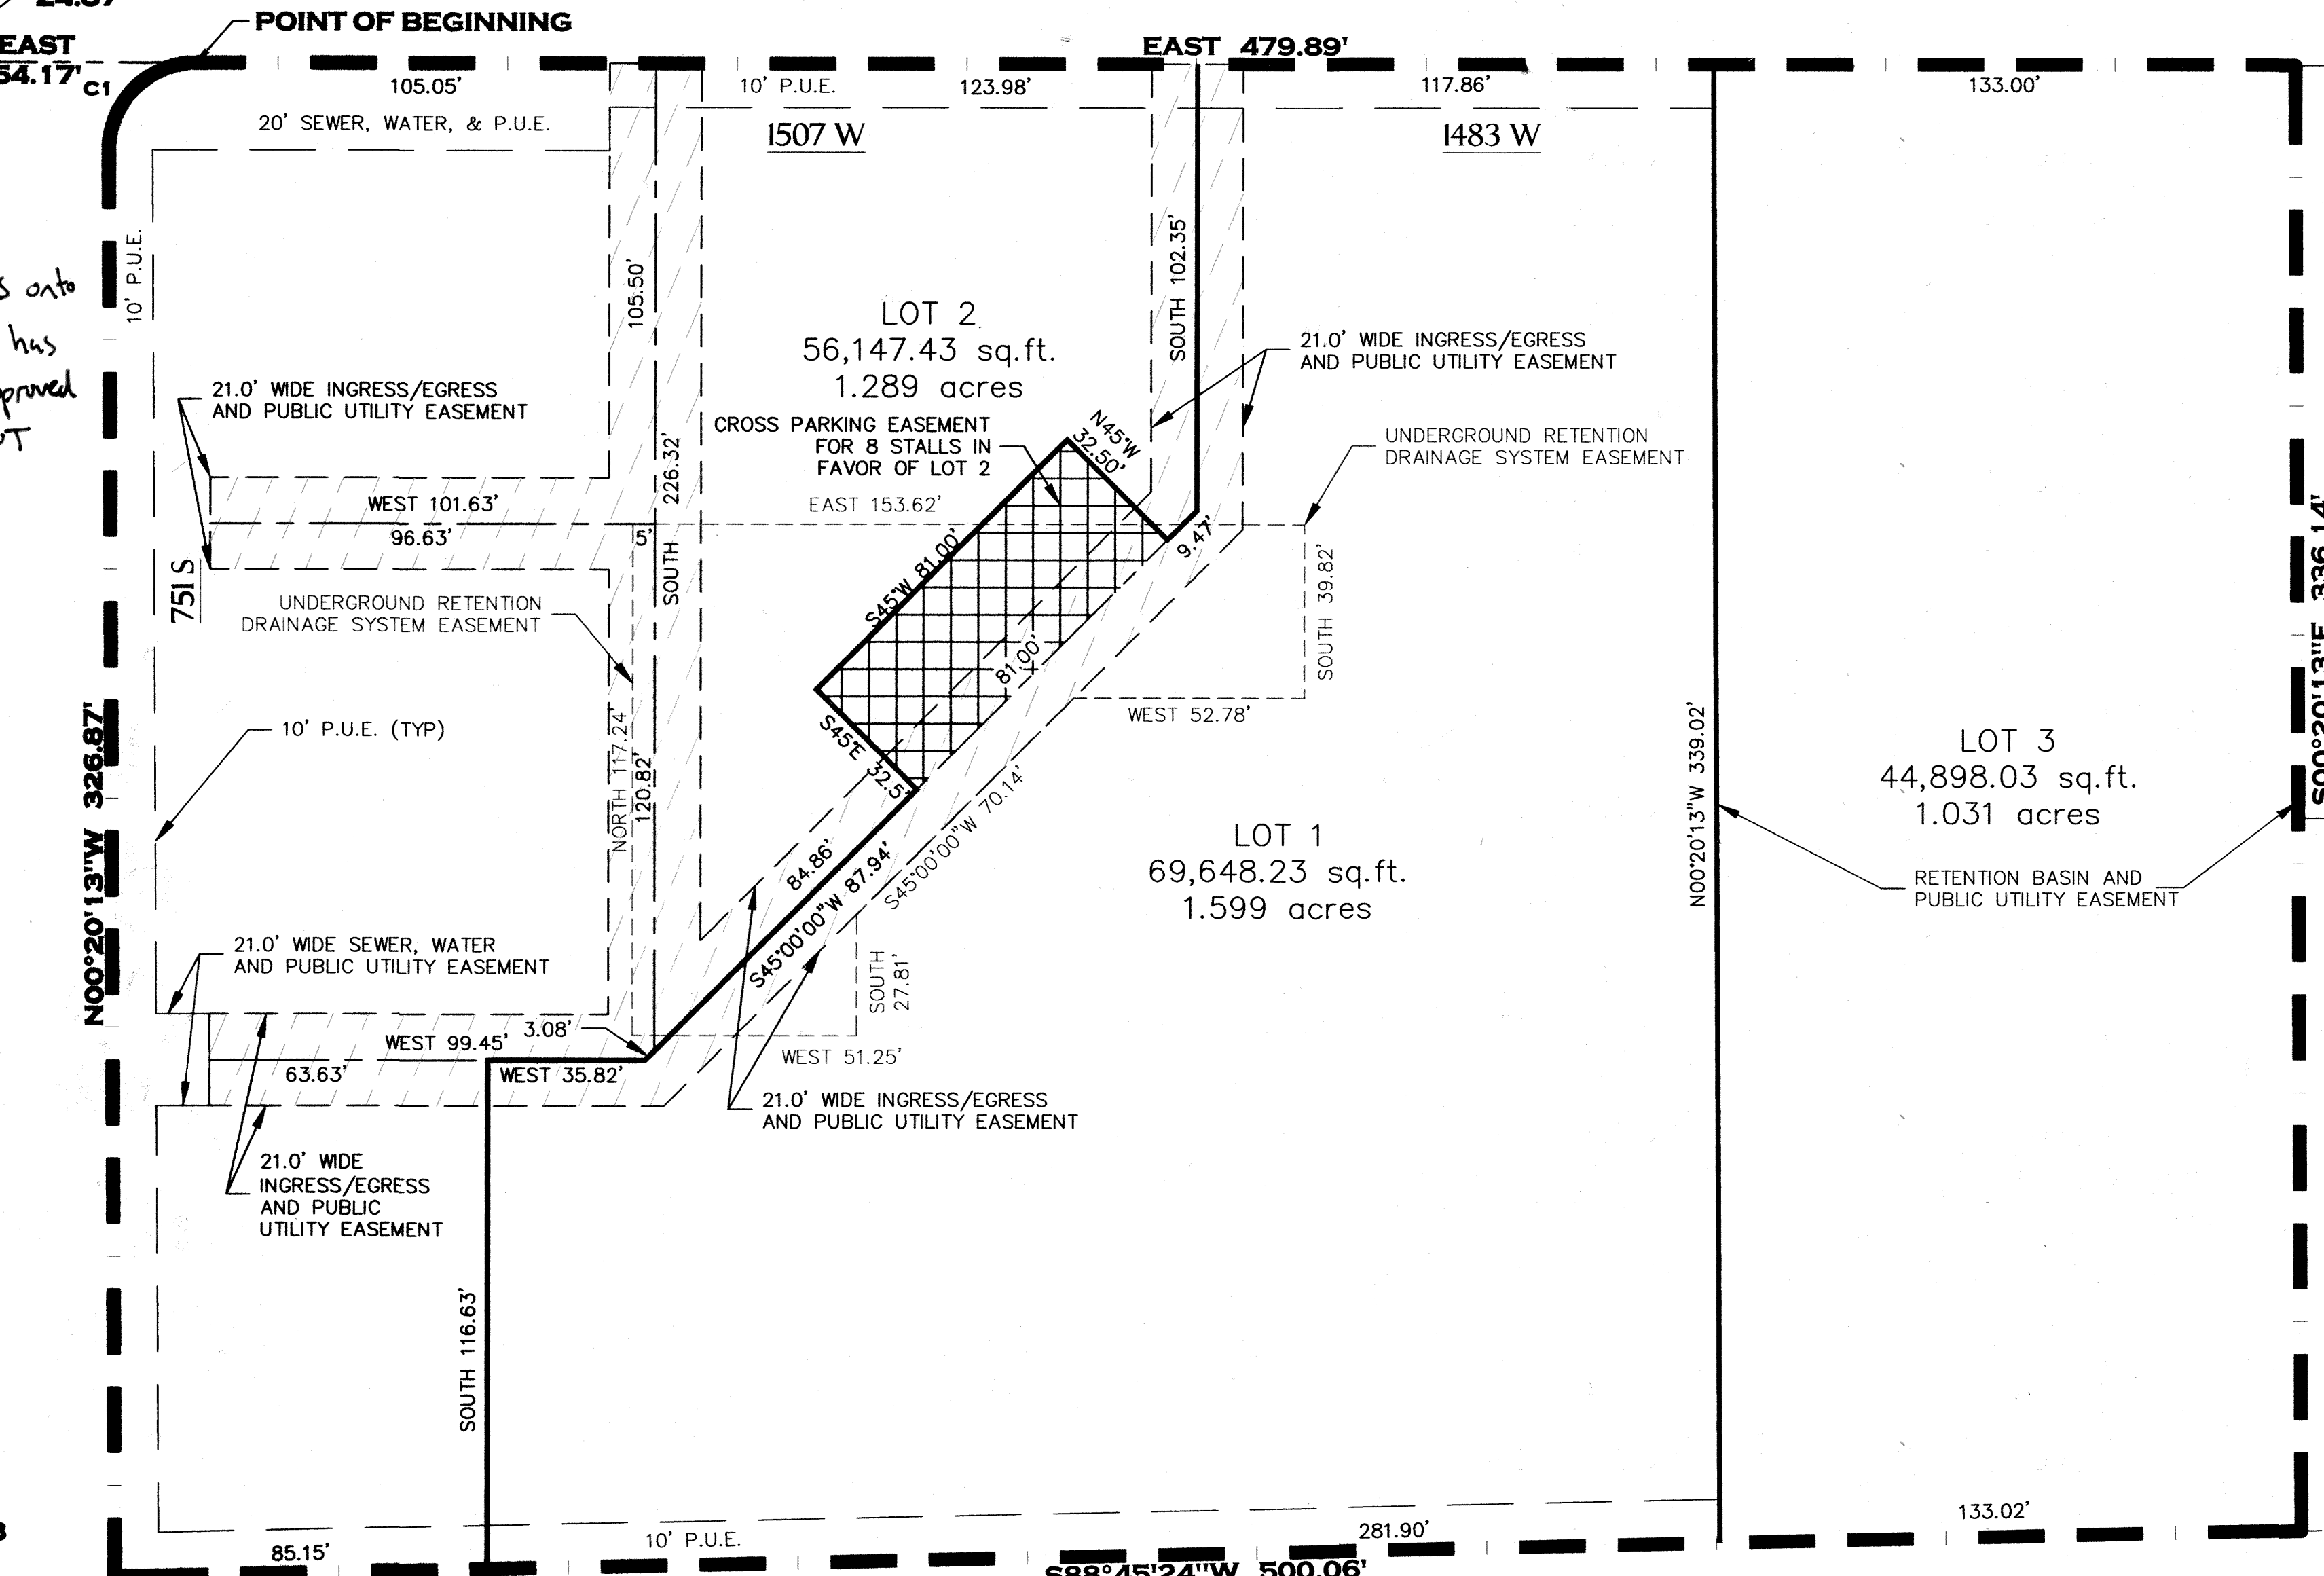 POINT OF BEGINNING
EAST
54.17'
C1
EAST 479.89'
105.05'
10' P.U.E.
123.98'
117.86'
133.00'
20' SEWER, WATER, & P.U.E.
1507 W
1483 W
10' P.U.E.
s onto
has
105.50'
SOUTH 102.35'
LOT 2
56,147.43 sq.ft.
1.289 acres
21.0' WIDE INGRESS/EGRESS
AND PUBLIC UTILITY EASEMENT
21.0' WIDE INGRESS/EGRESS
AND PUBLIC UTILITY EASEMENT
CROSS PARKING EASEMENT
FOR 8 STALLS IN
FAVOR OF LOT 2
N45°W
32.50'
UNDERGROUND RETENTION
DRAINAGE SYSTEM EASEMENT
WEST 101.63'
96.63'
5'
SOUTH 226.32'
EAST 153.62'
9.47'
S45°W 81.00'
81.00'
SOUTH 39.82'
751 S
UNDERGROUND RETENTION
DRAINAGE SYSTEM EASEMENT
WEST 52.78'
S45°E 32.5'
10' P.U.E. (TYP)
NORTH 117.24'
120.82'
N00°20'13"W 326.87'
N00°20'13"W 339.02'
S00°20'13"E 336.14'
LOT 3
44,898.03 sq.ft.
1.031 acres
LOT 1
69,648.23 sq.ft.
1.599 acres
RETENTION BASIN AND
PUBLIC UTILITY EASEMENT
84.86'
S45°00'00"W 87.94'
S45°00'00"W 70.14'
21.0' WIDE SEWER, WATER
AND PUBLIC UTILITY EASEMENT
SOUTH
27.81'
3.08'
WEST 99.45'
63.63'
WEST 35.82'
WEST 51.25'
21.0' WIDE INGRESS/EGRESS
AND PUBLIC UTILITY EASEMENT
21.0' WIDE
INGRESS/EGRESS
AND PUBLIC
UTILITY EASEMENT
SOUTH 116.63'
85.15'
10' P.U.E.
281.90'
133.02'
S88°45'24"W 500.06'